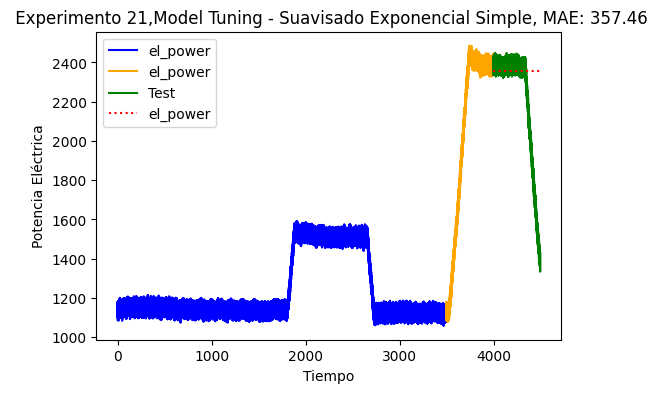 Experimento 21,Model Tuning - Suavisado Exponencial Simple, MAE: 357.46
el_power
el_power
Test
el_power
Potencia Eléctrica
2400
2200
2000
1800
1600
1400
1200
1000
0
1000
2000
3000
4000
Tiempo